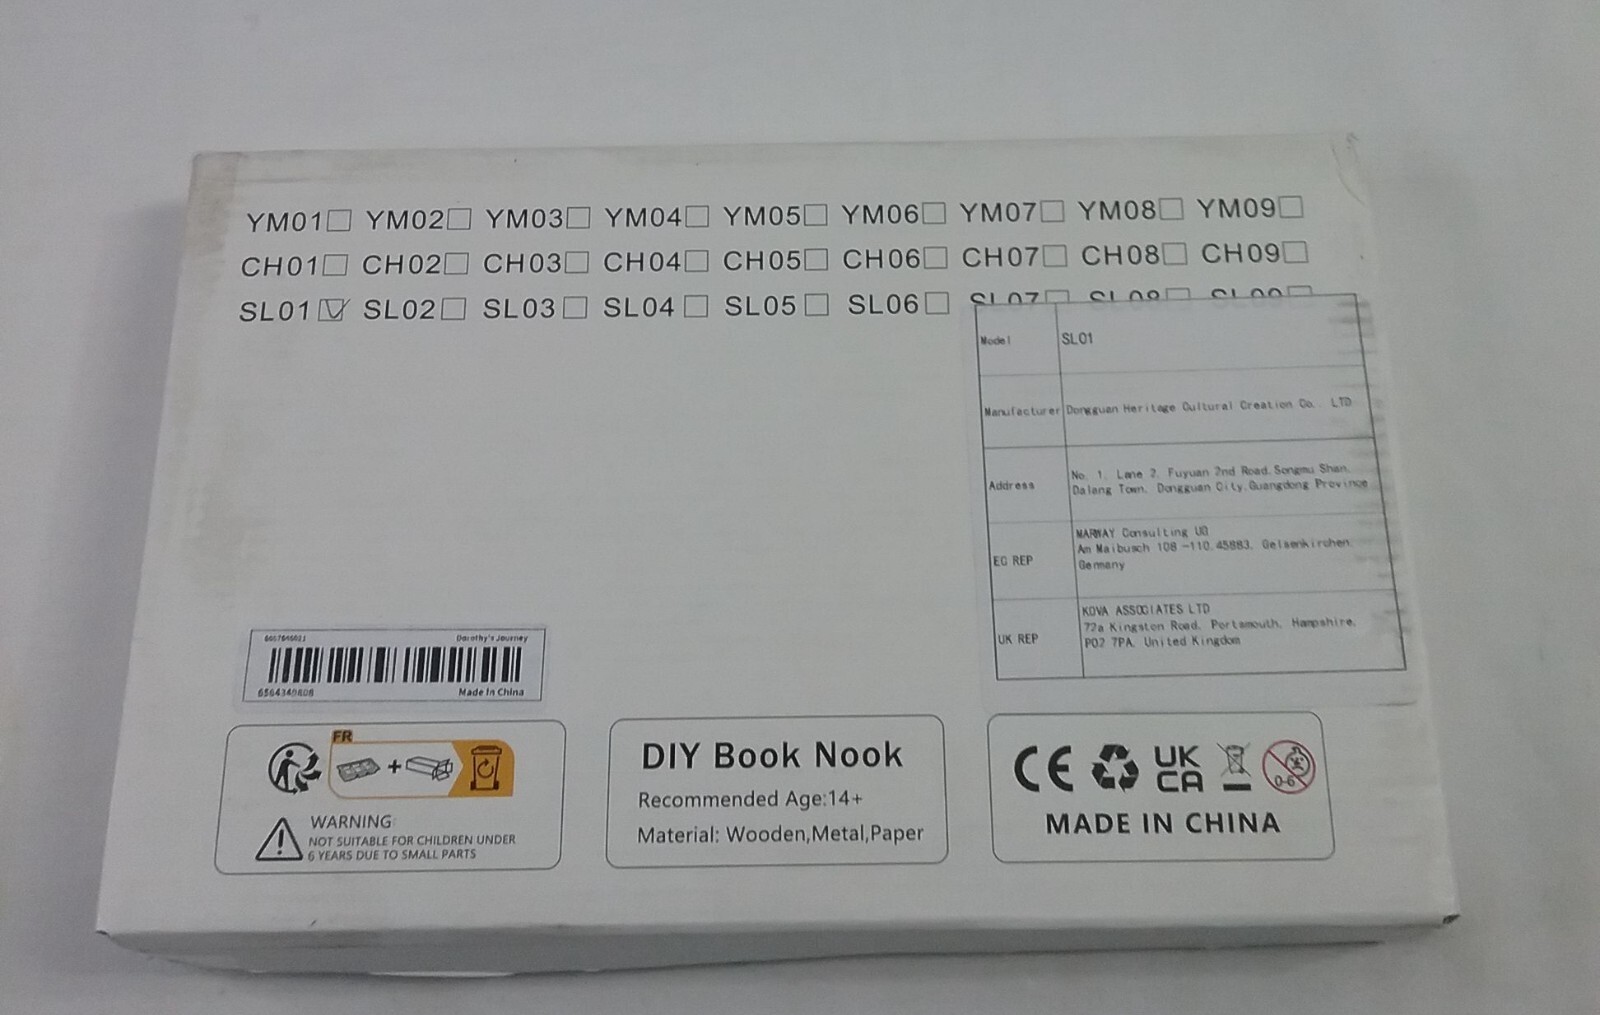 YM01 YM02 YM03 YM04 YM05 YM06 YM07 YM08 YM09
CH01 CH02 CH03 CH04 CH05 CH06 CH07 CH08 CH09
SL01 SL02 SL03 SL04 SL05 SL06 SL07 SL08 SL09
Model SL01
Manufacturer Dongguan Heritage Cultural Creation Co., LTD
Address No. 1, Lane 2, Fuyuan 2nd Road, Songmu Shan,
Dalang Town, Dongguan City, Guangdong Province
EC REP MARWAY Consulting UG
Am Maibusch 108 -110, 45883, Gelsenkirchen,
Germany
UK REP KOVA ASSOCIATES LTD
72a Kingston Road, Portsmouth, Hampshire,
PO2 7PA, United Kingdom
Dorothy's Journey
Made In China
FR
WARNING:
NOT SUITABLE FOR CHILDREN UNDER
6 YEARS DUE TO SMALL PARTS
DIY Book Nook
Recommended Age:14+
Material: Wooden,Metal,Paper
CE UK
CA
0-6
MADE IN CHINA